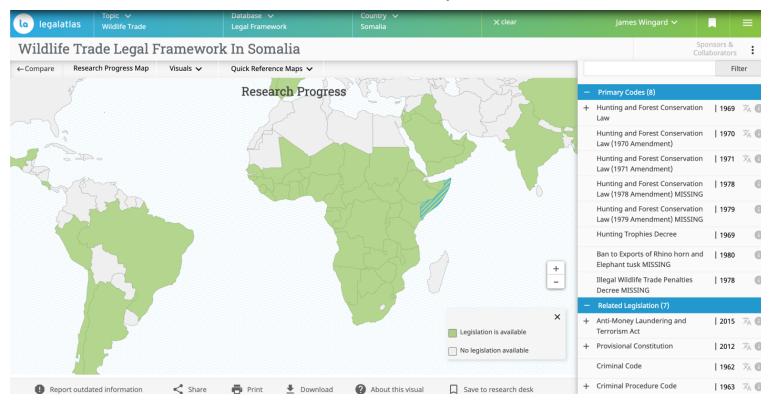 la legalatlas
Topic
Wildlife Trade
Database
Legal Framework
Country
Somalia
X clear
James Wingard
Wildlife Trade Legal Framework In Somalia
Sponsors &
Collaborators
←Compare Research Progress Map Visuals Quick Reference Maps
Filter
Research Progress
− Primary Codes (8)
+ Hunting and Forest Conservation | 1969
Law
Hunting and Forest Conservation | 1970
Law (1970 Amendment)
Hunting and Forest Conservation | 1971
Law (1971 Amendment)
Hunting and Forest Conservation | 1978
Law (1978 Amendment) MISSING
Hunting and Forest Conservation | 1979
Law (1979 Amendment) MISSING
Hunting Trophies Decree | 1969
Ban to Exports of Rhino horn and | 1980
Elephant tusk MISSING
Illegal Wildlife Trade Penalties | 1978
Decree MISSING
− Related Legislation (7)
+ Anti-Money Laundering and | 2015
Terrorism Act
+ Provisional Constitution | 2012
Criminal Code | 1962
+ Criminal Procedure Code | 1963
+
−
X
Legislation is available
No legislation available
Report outdated information Share Print Download About this visual Save to research desk